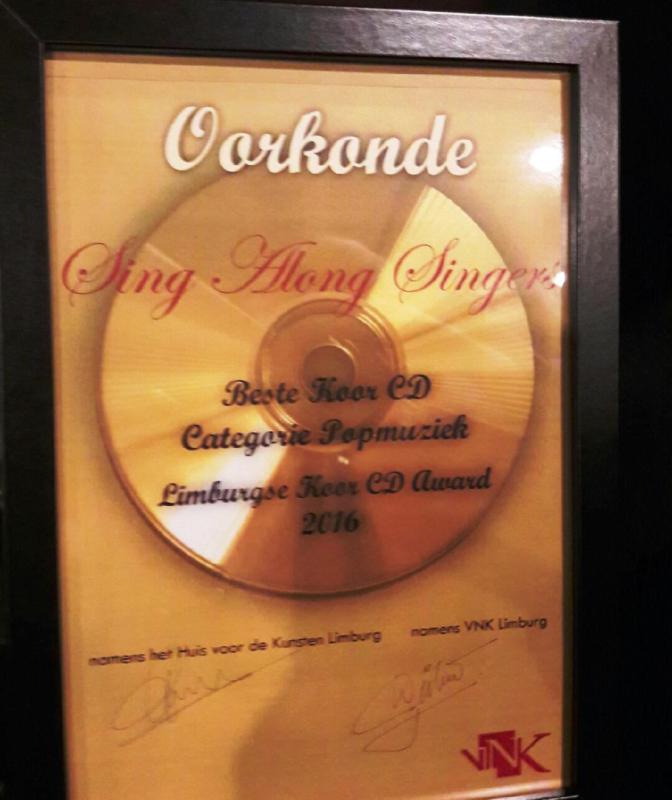 Oorkonde
Sing Along Singers
Beste Koor CD
Categorie Popmuziek
Limburgse Koor CD Award
2016
namens het Huis voor de Kunsten Limburg
namens VNK Limburg
VNK